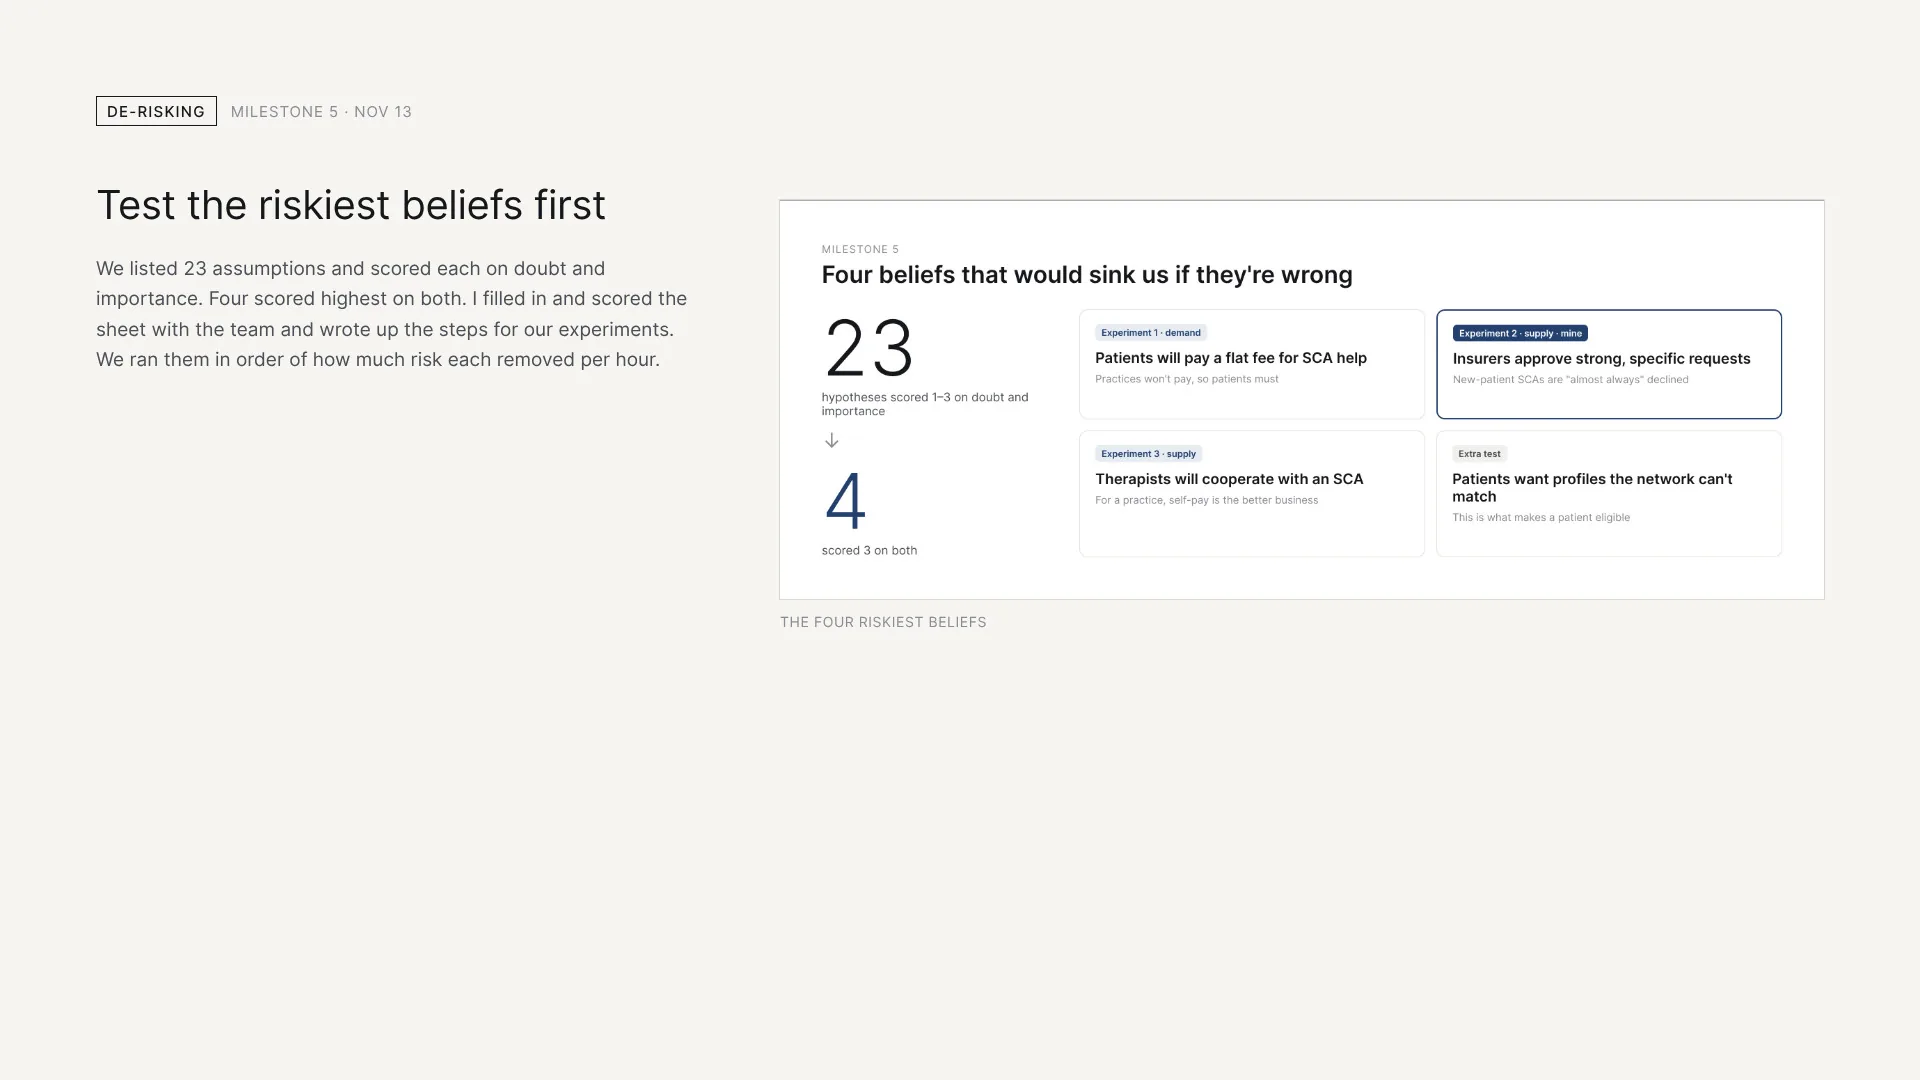 DE-RISKING
MILESTONE 5 · NOV 13
Test the riskiest beliefs first
We listed 23 assumptions and scored each on doubt and
importance. Four scored highest on both. I filled in and scored the
sheet with the team and wrote up the steps for our experiments.
We ran them in order of how much risk each removed per hour.
MILESTONE 5
Four beliefs that would sink us if they're wrong
23
hypotheses scored 1–3 on doubt and
importance
↓
4
scored 3 on both
Experiment 1 · demand
Patients will pay a flat fee for SCA help
Practices won't pay, so patients must
Experiment 2 · supply · mine
Insurers approve strong, specific requests
New-patient SCAs are "almost always" declined
Experiment 3 · supply
Therapists will cooperate with an SCA
For a practice, self-pay is the better business
Extra test
Patients want profiles the network can't
match
This is what makes a patient eligible
THE FOUR RISKIEST BELIEFS